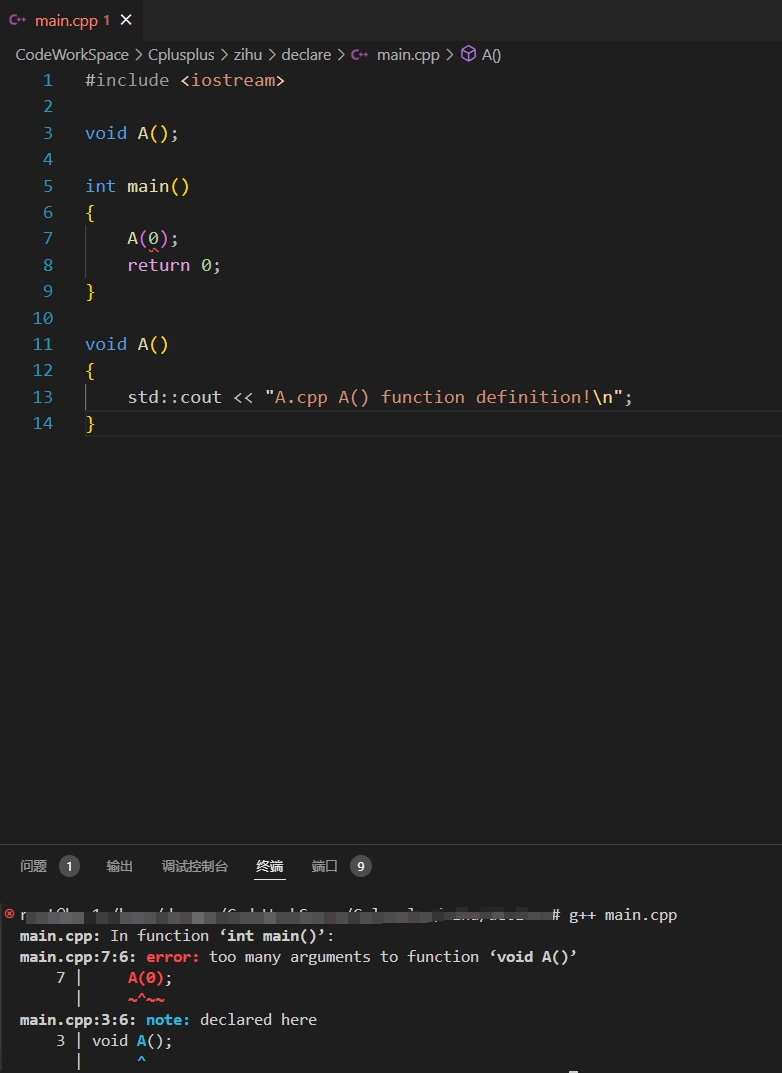 main.cpp 1
CodeWorkSpace > Cplusplus > zihu > declare > main.cpp > A()
1 #include <iostream>
2
3 void A();
4
5 int main()
6 {
7 A(0);
8 return 0;
9 }
10
11 void A()
12 {
13 std::cout << "A.cpp A() function definition!\n";
14 }
问题 1 输出 调试控制台 终端 端口 9
# g++ main.cpp
main.cpp: In function ‘int main()’:
main.cpp:7:6: error: too many arguments to function ‘void A()’
7 | A(0);
| ~^~~
main.cpp:3:6: note: declared here
3 | void A();
| ^